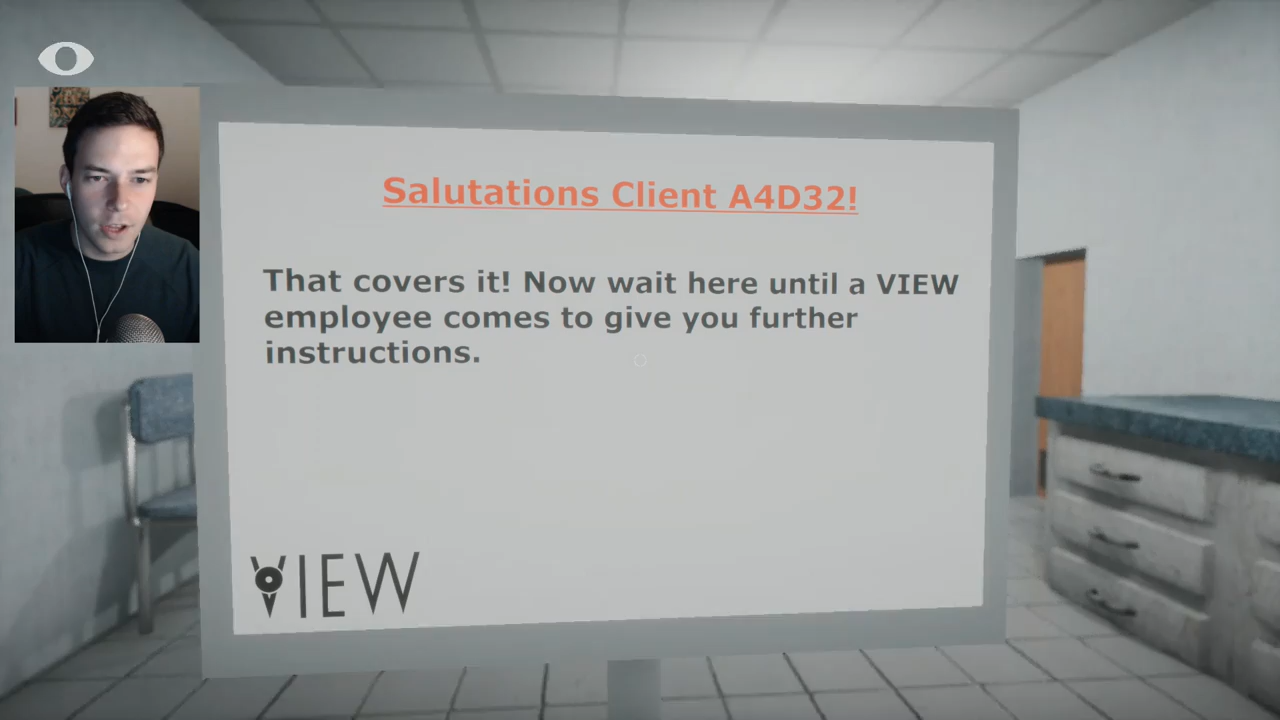 Salutations Client A4D32!
That covers it! Now wait here until a VIEW
employee comes to give you further
instructions.
VIEW